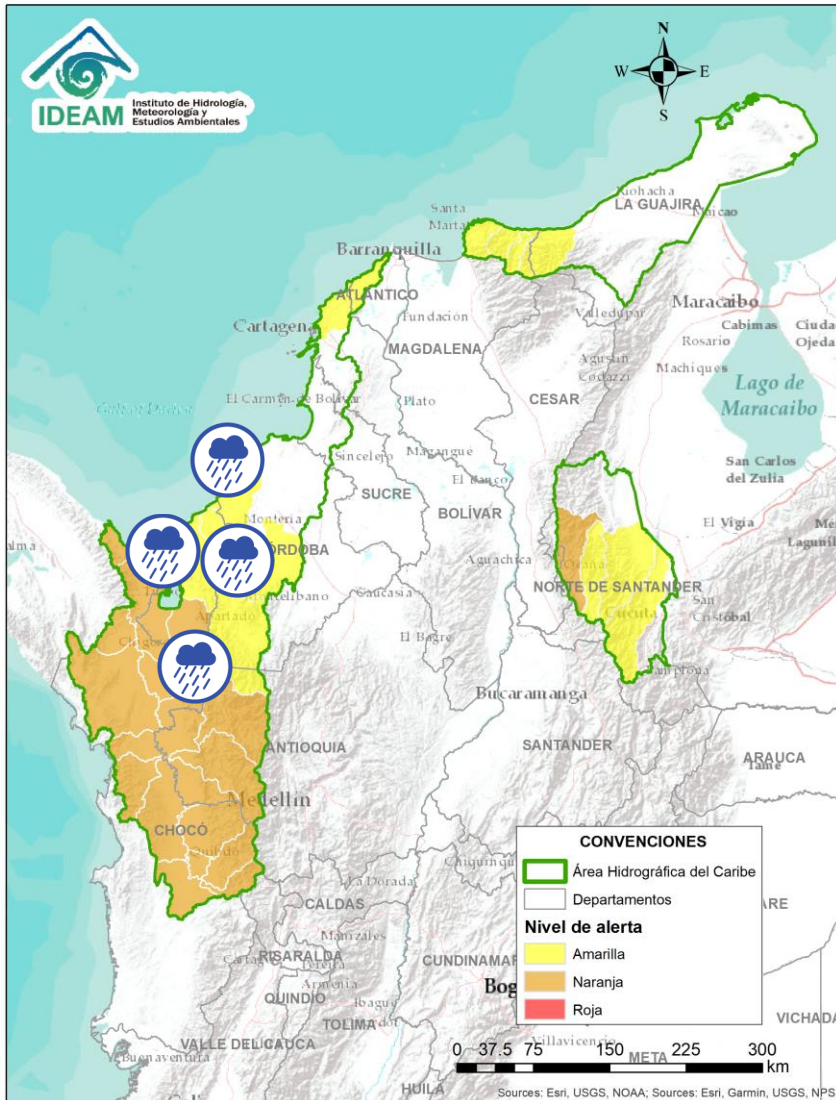 IDEAM
Instituto de Hidrología,
Meteorología y
Estudios Ambientales
N
W
E
S
Riohacha
LA GUAJIRA
Maicao
Santa
Marta
Barranquilla
ATLÁNTICO
Cartagena
Fundación
Valledupar
Maracaibo
Cabimas
Ciudad
Ojeda
Rosario
Machiques
MAGDALENA
Agustín
Codazzi
CESAR
Lago de
Maracaibo
El Carmen de Bolívar
Plato
Sincelejo
Magangué
San Carlos
del Zulia
SUCRE
El Banco
BOLÍVAR
Montería
El Vigía
CÓRDOBA
Aguachica
Ocaña
NORTE DE SANTANDER
Caucasia
Apartadó
Cúcuta
San
Cristóbal
El Bagre
Pamplona
Bucaramanga
ANTIOQUIA
SANTANDER
ARAUCA
Tame
Medellín
CHOCÓ
Quibdó
La Dorada
CALDAS
Manizales
RISARALDA
Pereira
Armenia
QUINDÍO
Ibague
TOLIMA
CUNDINAMAR
Bog
VICHADA
VALLE DEL CAUCA
Buenaventura
Villavicencio
META
HUILA
CONVENCIONES
Área Hidrográfica del Caribe
Departamentos
Nivel de alerta
Amarilla
Naranja
Roja
0 37.5 75 150 225 300
km
Sources: Esri, USGS, NOAA; Sources: Esri, Garmin, USGS, NPS